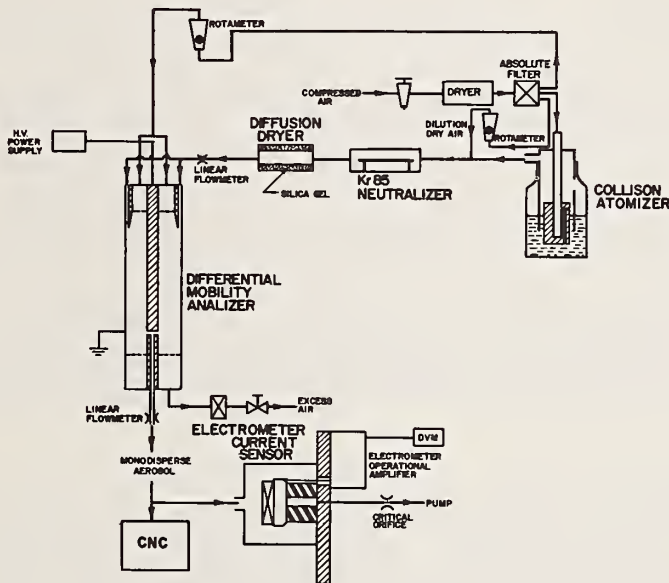 ROTAMETER
ABSOLUTE
FILTER
COMPRESSED
AIR
DRYER
DILUTION
DRY AIR
ROTAMETER
H.V.
POWER
SUPPLY
DIFFUSION
DRYER
LINEAR
FLOWMETER
SILICA GEL
Kr 85
NEUTRALIZER
COLLISON
ATOMIZER
DIFFERENTIAL
MOBILITY
ANALIZER
LINEAR
FLOWMETER
EXCESS
AIR
ELECTROMETER
CURRENT
SENSOR
DVM
ELECTROMETER
OPERATIONAL
AMPLIFIER
MONODISPERSE
AEROSOL
PUMP
CRITICAL
ORIFICE
CNC